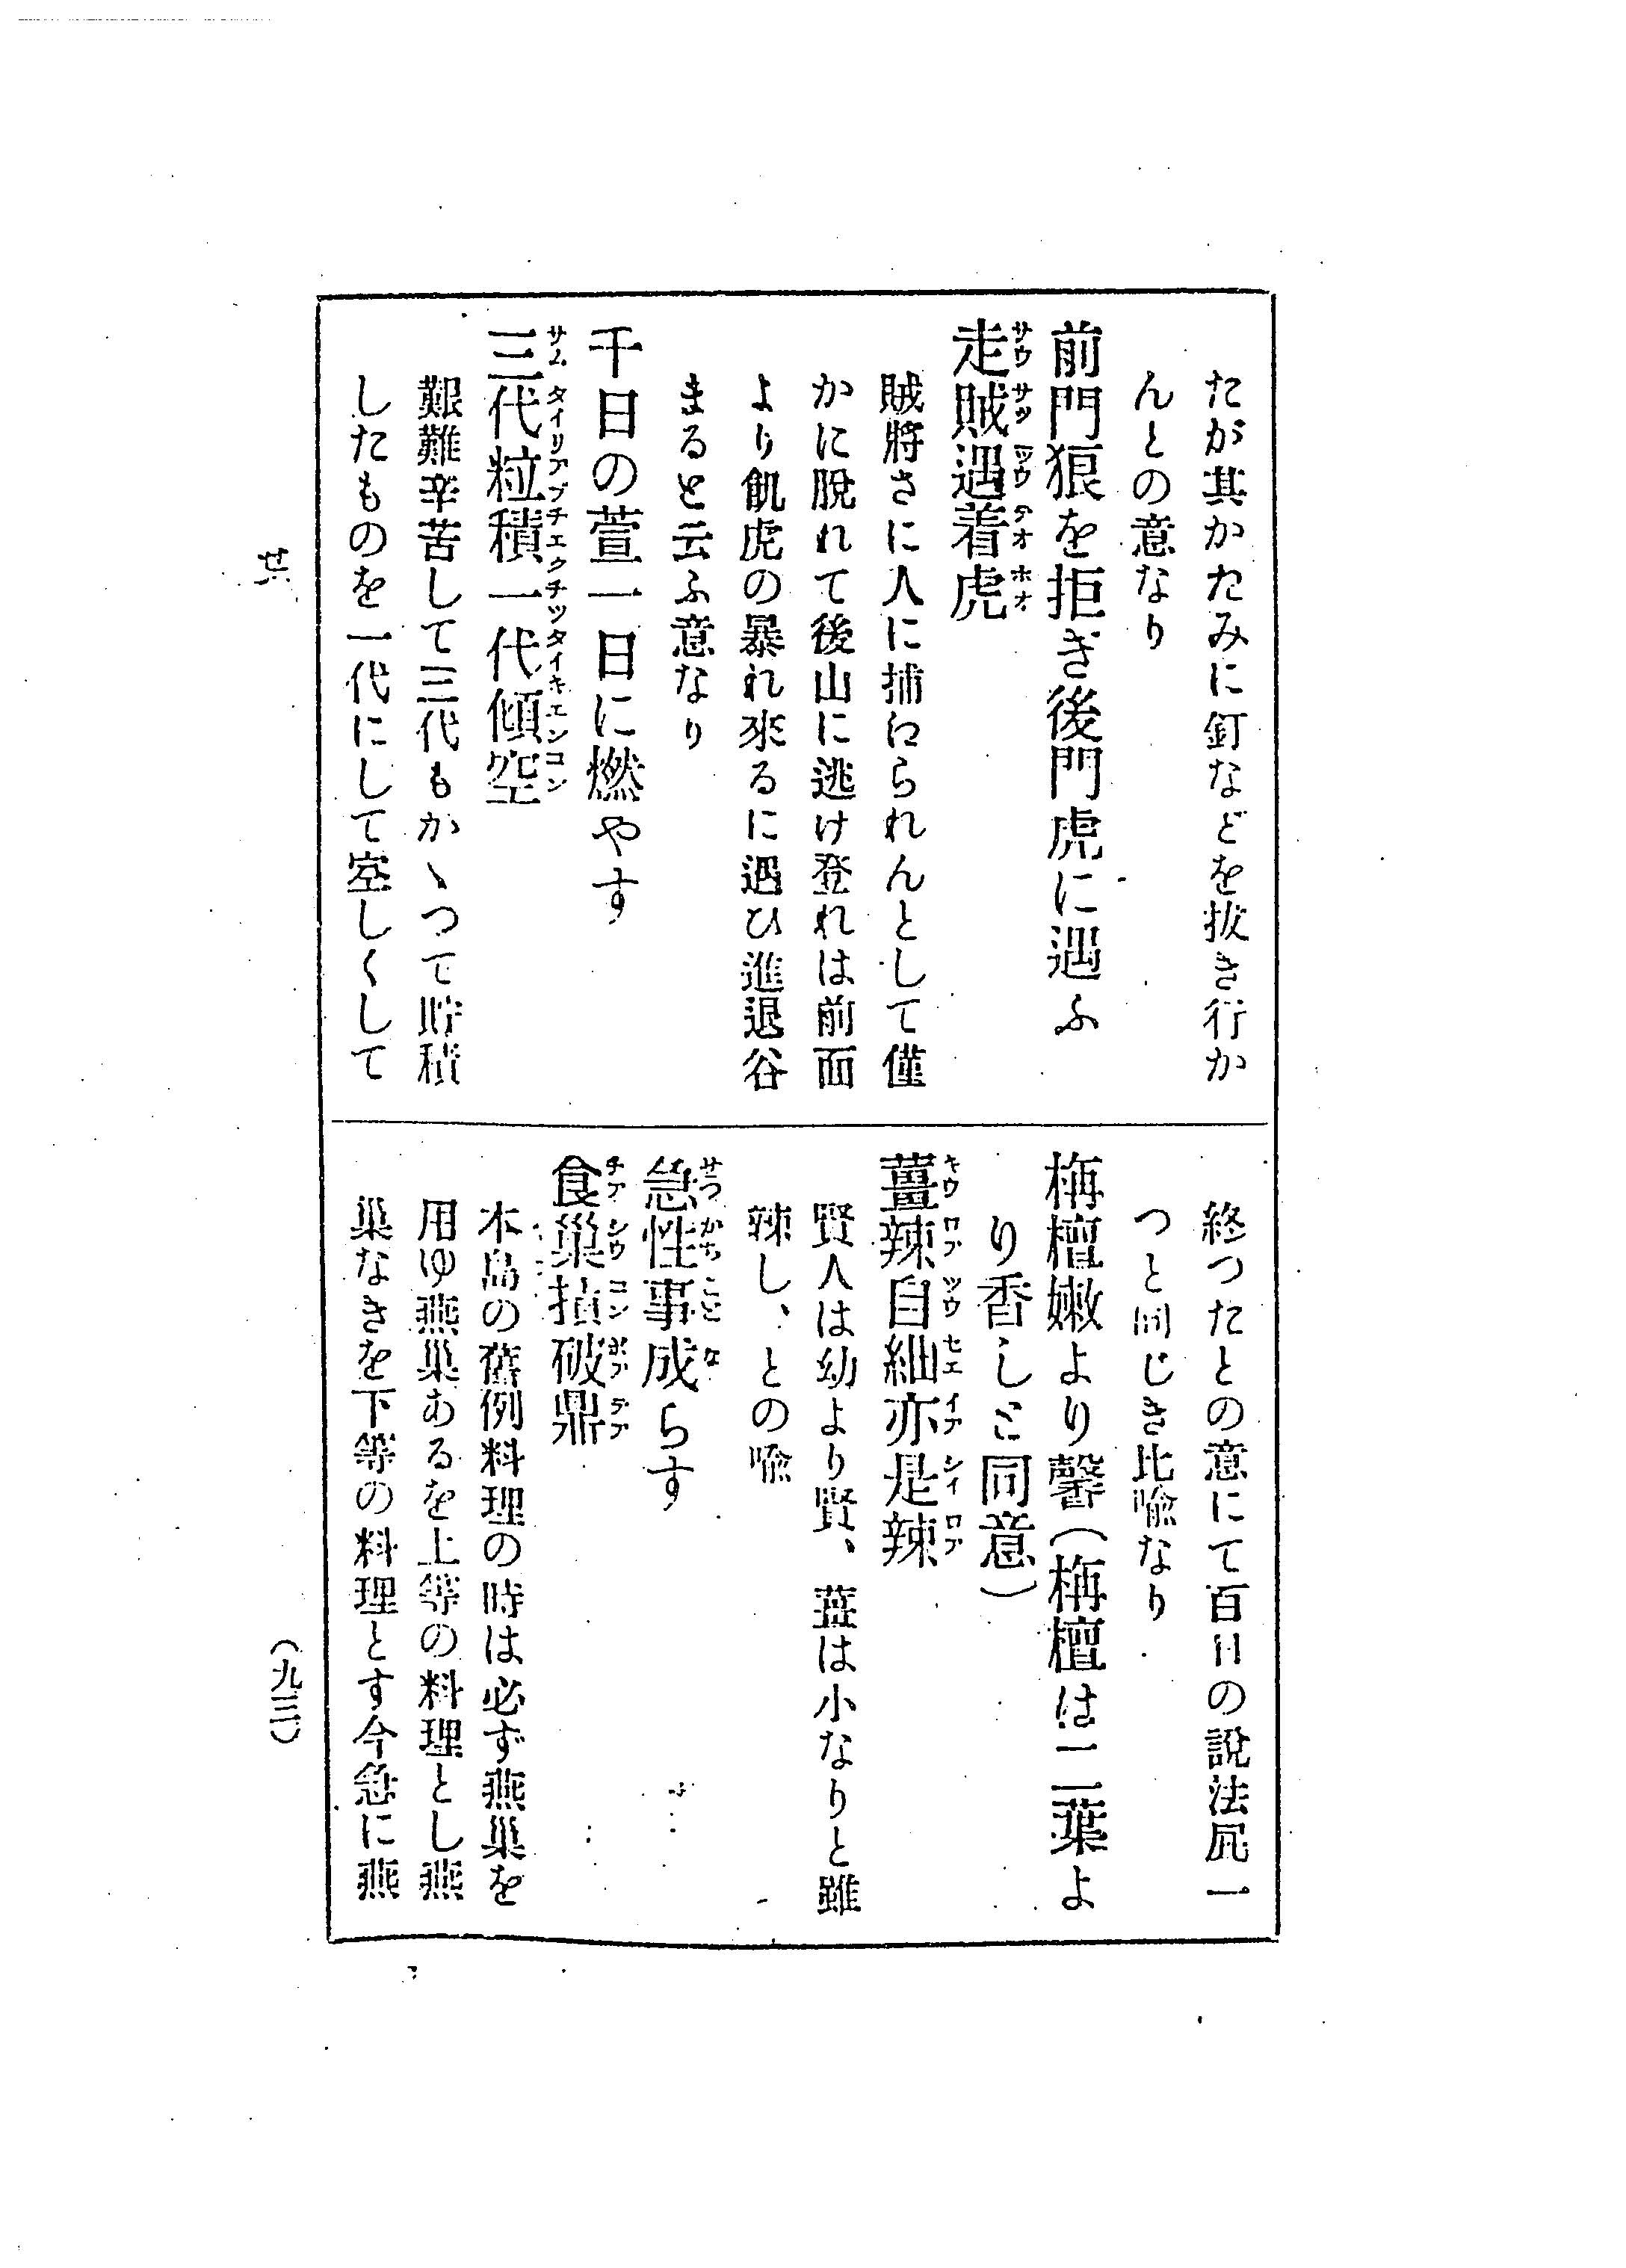 たが其かたみに釘などを抜き行か
んとの意なり
前門狼を拒ぎ後門虎に遇ふ
走賊遇着虎
賊將さに人に捕はられんとして僅
かに脫れて後山に逃け登れは前面
より飢虎の暴れ來るに遇ひ進退谷
まると云ふ意なり
千日の萱一日に燃やす
三代粒積一代傾空
艱難辛苦して三代もかゝつて貯積
したものを一代にして空しくして
終つたとの意にて百日の說法屁一
つと同じき比喩なり
栴檀嫩より馨(栴檀は二葉よ
り香しと同意)
薑辣自細亦是辣
賢人は幼より賢、薑は小なりと雖
辣し、との喩
急性事成らす
食巢摃破鼎
本島の舊例料理の時は必ず燕巢を
用ゆ燕巢あるを上等の料理とし燕
巢なきを下等の料理とす今急に燕
(九三)